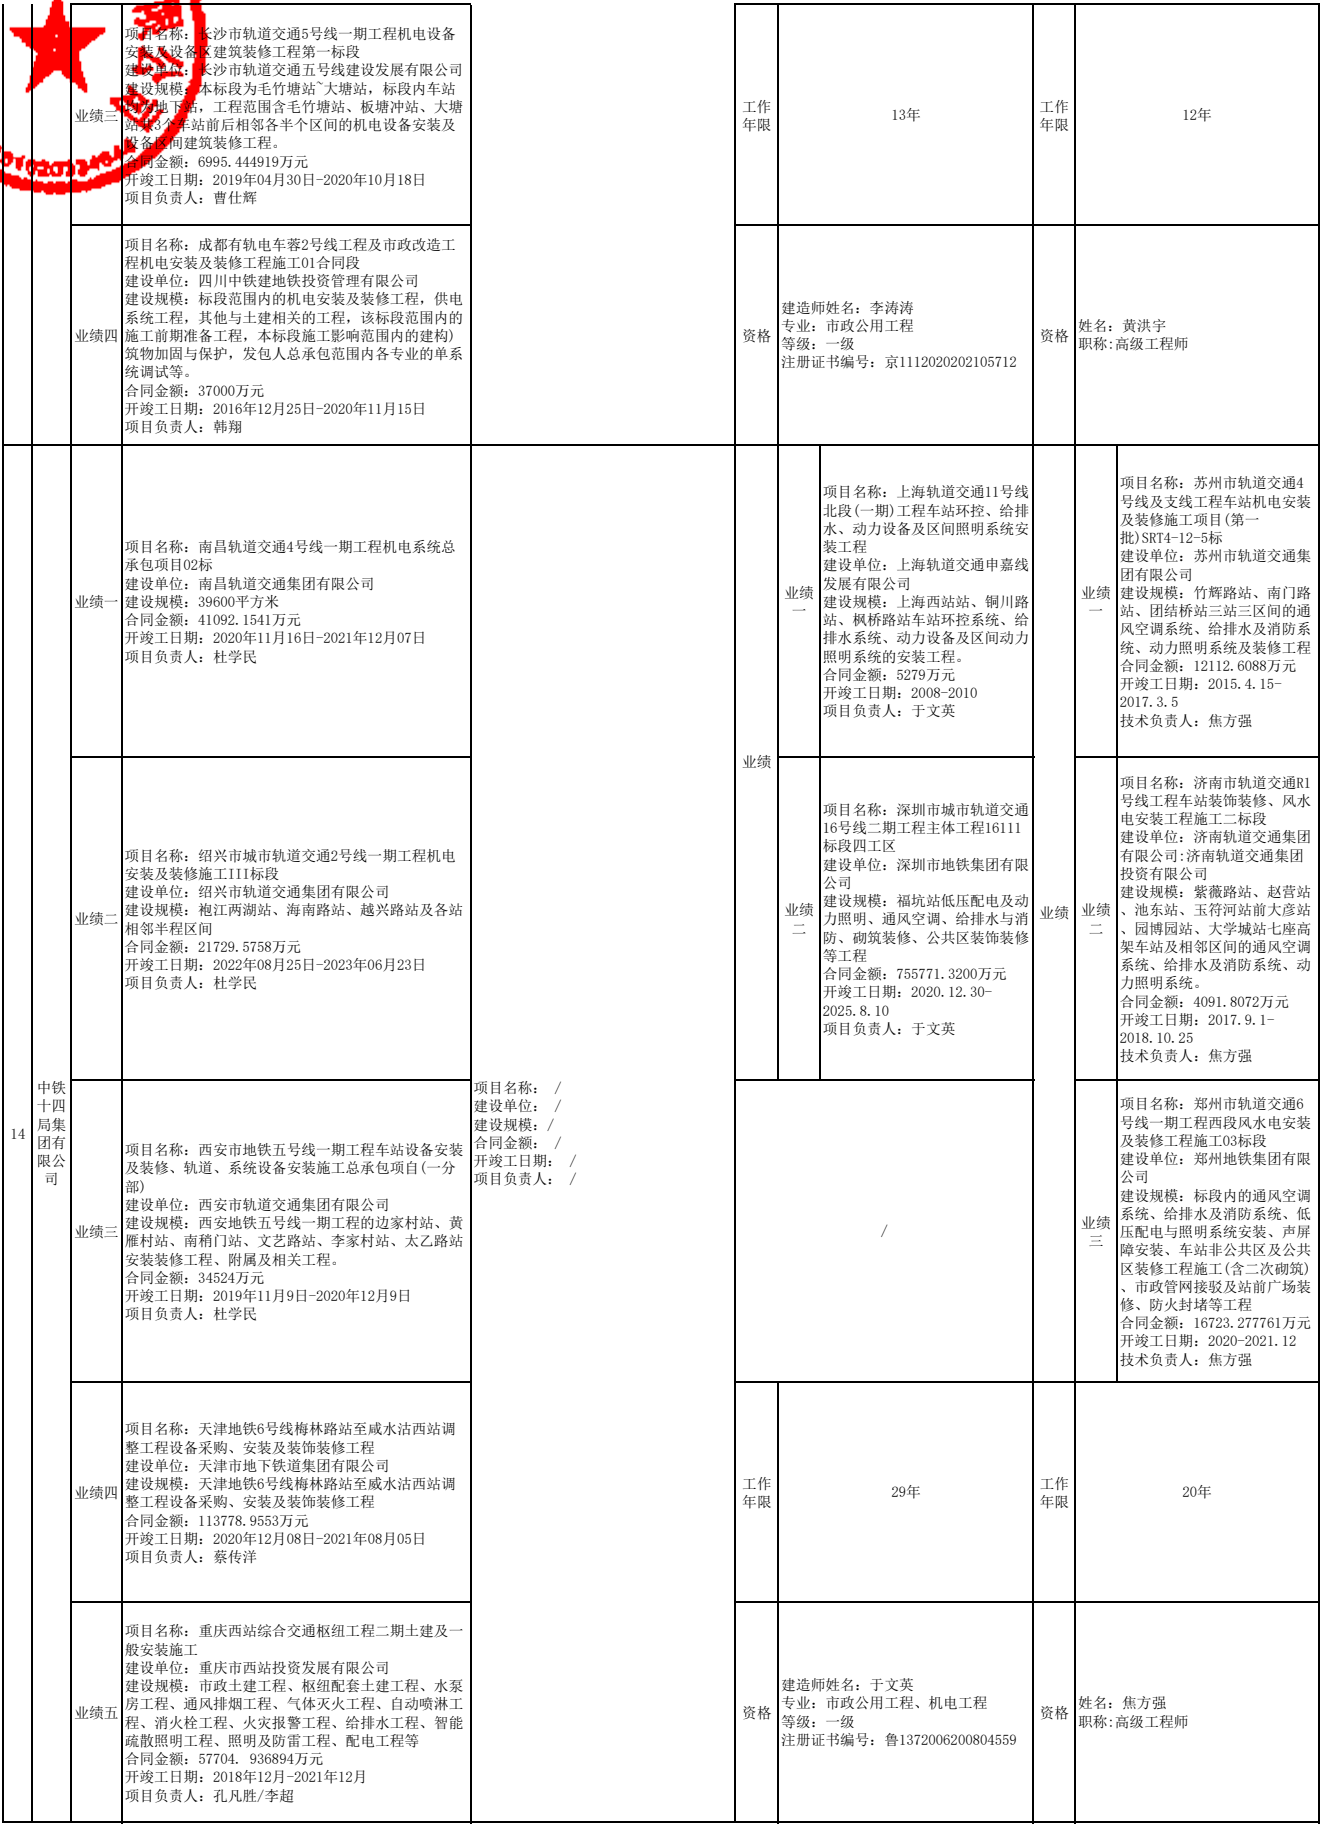 项目名称：长沙市轨道交通5号线一期工程机电设备
安装及设备区建筑装修工程第一标段
建设单位：长沙市轨道交通五号线建设发展有限公司
建设规模：本标段为毛竹塘站~大塘站，标段内车站
均为地下站，工程范围含毛竹塘站、板塘冲站、大塘
站共3个车站前后相邻各半个区间的机电设备安装及
设备区间建筑装修工程。
合同金额：6995.444919万元
开竣工日期：2019年04月30日-2020年10月18日
项目负责人：曹仕辉
业绩三
工作
年限
13年
工作
年限
12年
业绩四
项目名称：成都有轨电车蓉2号线工程及市政改造工
程机电安装及装修工程施工01合同段
建设单位：四川中铁建地铁投资管理有限公司
建设规模：标段范围内的机电安装及装修工程，供电
系统工程，其他与土建相关的工程，该标段范围内的
施工前期准备工程，本标段施工影响范围内的建构)
筑物加固与保护，发包人总承包范围内各专业的单系
统调试等。
合同金额：37000万元
开竣工日期：2016年12月25日-2020年11月15日
项目负责人：韩翔
资格
建造师姓名：李涛涛
专业：市政公用工程
等级：一级
注册证书编号：京1112020202105712
资格
姓名：黄洪宇
职称:高级工程师
14
中铁
十四
局集
团有
限公
司
业绩一
项目名称：南昌轨道交通4号线一期工程机电系统总
承包项目02标
建设单位：南昌轨道交通集团有限公司
建设规模：39600平方米
合同金额：41092.1541万元
开竣工日期：2020年11月16日-2021年12月07日
项目负责人：杜学民
业绩二
项目名称：绍兴市城市轨道交通2号线一期工程机电
安装及装修施工III标段
建设单位：绍兴市轨道交通集团有限公司
建设规模：袍江两湖站、海南路站、越兴路站及各站
相邻半程区间
合同金额：21729.5758万元
开竣工日期：2022年08月25日-2023年06月23日
项目负责人：杜学民
业绩三
项目名称：西安市地铁五号线一期工程车站设备安装
及装修、轨道、系统设备安装施工总承包项自(一分
部)
建设单位：西安市轨道交通集团有限公司
建设规模：西安地铁五号线一期工程的边家村站、黄
雁村站、南稍门站、文艺路站、李家村站、太乙路站
安装装修工程、附属及相关工程。
合同金额：34524万元
开竣工日期：2019年11月9日-2020年12月9日
项目负责人：杜学民
业绩四
项目名称：天津地铁6号线梅林路站至咸水沽西站调
整工程设备采购、安装及装饰装修工程
建设单位：天津市地下铁道集团有限公司
建设规模：天津地铁6号线梅林路站至威水沽西站调
整工程设备采购、安装及装饰装修工程
合同金额：113778.9553万元
开竣工日期：2020年12月08日-2021年08月05日
项目负责人：蔡传洋
业绩五
项目名称：重庆西站综合交通枢纽工程二期土建及一
般安装施工
建设单位：重庆市西站投资发展有限公司
建设规模：市政土建工程、枢纽配套土建工程、水泵
房工程、通风排烟工程、气体灭火工程、自动喷淋工
程、消火栓工程、火灾报警工程、给排水工程、智能
疏散照明工程、照明及防雷工程、配电工程等
合同金额：57704. 936894万元
开竣工日期：2018年12月-2021年12月
项目负责人：孔凡胜/李超
项目名称： /
建设单位： /
建设规模：/
合同金额： /
开竣工日期： /
项目负责人： /
业绩
业绩
一
项目名称：上海轨道交通11号线
北段(一期)工程车站环控、给排
水、动力设备及区间照明系统安
装工程
建设单位：上海轨道交通申嘉线
发展有限公司
建设规模：上海西站站、铜川路
站、枫桥路站车站环控系统、给
排水系统、动力设备及区间动力
照明系统的安装工程。
合同金额：5279万元
开竣工日期：2008-2010
项目负责人：于文英
业绩
二
项目名称：深圳市城市轨道交通
16号线二期工程主体工程16111
标段四工区
建设单位：深圳市地铁集团有限
公司
建设规模：福坑站低压配电及动
力照明、通风空调、给排水与消
防、砌筑装修、公共区装饰装修
等工程
合同金额：755771.3200万元
开竣工日期：2020.12.30-
2025.8.10
项目负责人：于文英
/
工作
年限
29年
资格
建造师姓名：于文英
专业：市政公用工程、机电工程
等级：一级
注册证书编号：鲁1372006200804559
业绩
业绩
一
项目名称：苏州市轨道交通4
号线及支线工程车站机电安装
及装修施工项目(第一
批)SRT4-12-5标
建设单位：苏州市轨道交通集
团有限公司
建设规模：竹辉路站、南门路
站、团结桥站三站三区间的通
风空调系统、给排水及消防系
统、动力照明系统及装修工程
合同金额：12112.6088万元
开竣工日期：2015.4.15-
2017.3.5
技术负责人：焦方强
业绩
二
项目名称：济南市轨道交通R1
号线工程车站装饰装修、风水
电安装工程施工二标段
建设单位：济南轨道交通集团
有限公司:济南轨道交通集团
投资有限公司
建设规模：紫薇路站、赵营站
、池东站、玉符河站前大彦站
、园博园站、大学城站七座高
架车站及相邻区间的通风空调
系统、给排水及消防系统、动
力照明系统。
合同金额：4091.8072万元
开竣工日期：2017.9.1-
2018.10.25
技术负责人：焦方强
业绩
三
项目名称：郑州市轨道交通6
号线一期工程西段风水电安装
及装修工程施工03标段
建设单位：郑州地铁集团有限
公司
建设规模：标段内的通风空调
系统、给排水及消防系统、低
压配电与照明系统安装、声屏
障安装、车站非公共区及公共
区装修工程施工(含二次砌筑)
、市政管网接驳及站前广场装
修、防火封堵等工程
合同金额：16723.277761万元
开竣工日期：2020-2021.12
技术负责人：焦方强
工作
年限
20年
资格
姓名：焦方强
职称:高级工程师